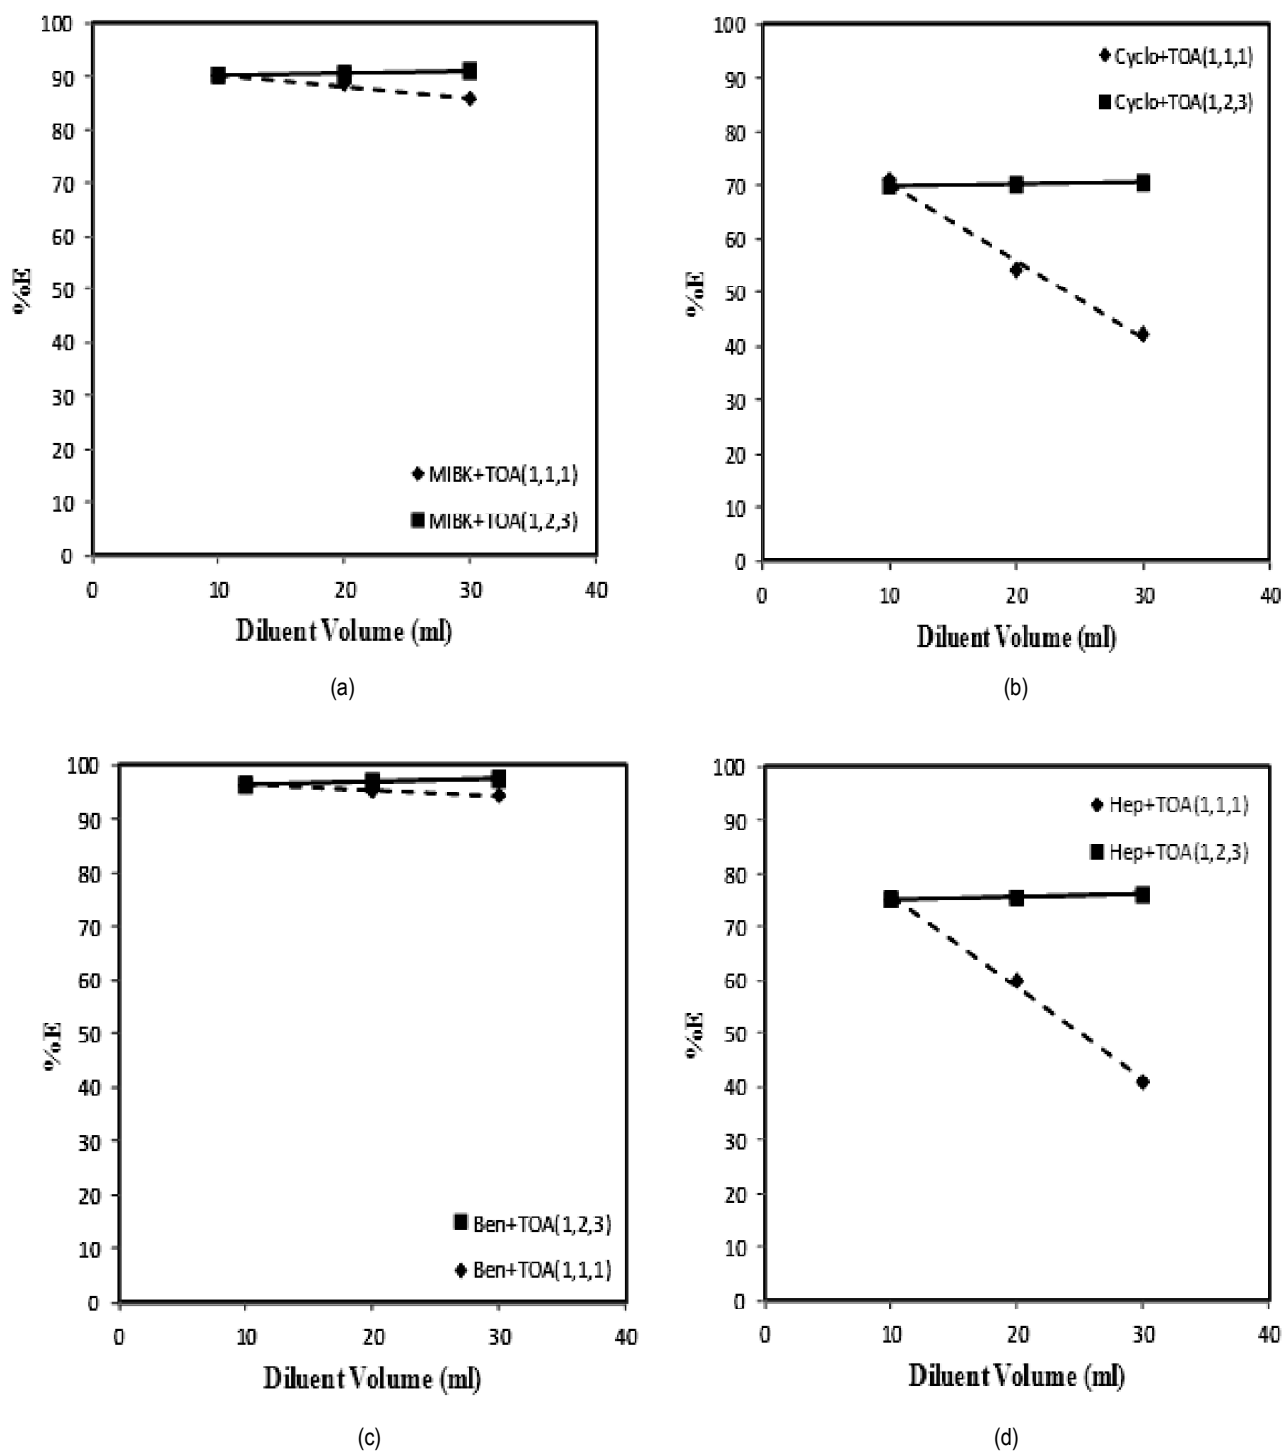 100
90
80
70
60
50
40
30
20
10
0
%E
MIBK+TOA(1,1,1)
MIBK+TOA(1,2,3)
0 10 20 30 40
Diluent Volume (ml)
(a)
100
90
80
70
60
50
40
30
20
10
0
%E
Cyclo+TOA(1,1,1)
Cyclo+TOA(1,2,3)
0 10 20 30 40
Diluent Volume (ml)
(b)
100
90
80
70
60
50
40
30
20
10
0
%E
Ben+TOA(1,2,3)
Ben+TOA(1,1,1)
0 10 20 30 40
Diluent Volume (ml)
(c)
100
90
80
70
60
50
40
30
20
10
0
%E
Hep+TOA(1,1,1)
Hep+TOA(1,2,3)
0 10 20 30 40
Diluent Volume (ml)
(d)